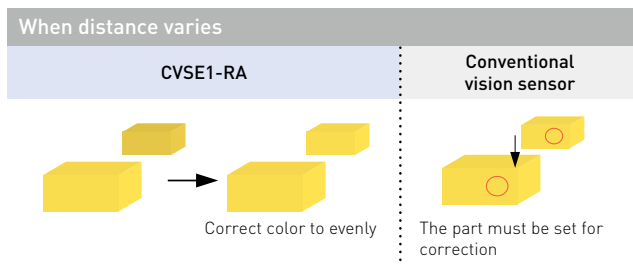 When distance varies
CVSE1-RA
Conventional
vision sensor
Correct color to evenly
The part must be set for
correction